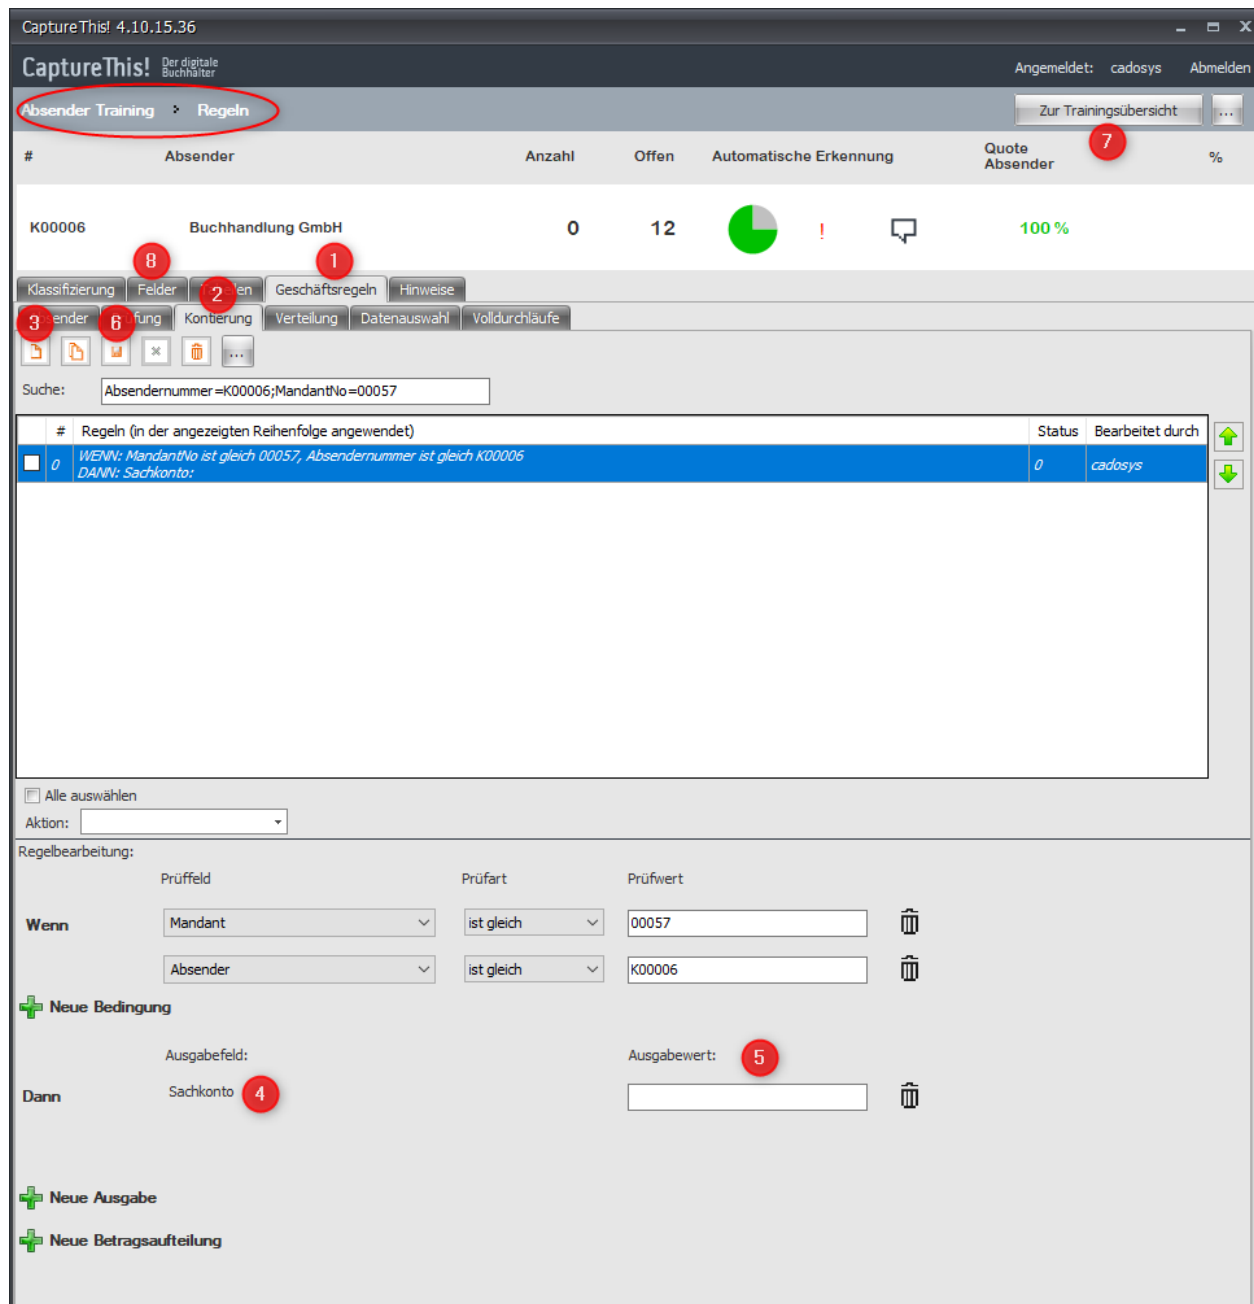 CaptureThis! 4.10.15.36
CaptureThis! Der digitale Buchhalter
Angemeldet: cadosys Abmelden
Absender Training Regeln
Zur Trainingsübersicht ...
7
# Absender Anzahl Offen Automatische Erkennung Quote Absender %
K00006 Buchhandlung GmbH 0 12 ! 100 %
8 1
Klassifizierung Felder Geschäftsregeln Hinweise
2
3 6
Kontierung Verteilung Datenauswahl Volldurchläufe
...
Suche: Absendernummer=K00006;MandantNo=00057
# Regeln (in der angezeigten Reihenfolge angewendet) Status Bearbeitet durch
0 WENN: MandantNo ist gleich 00057, Absendernummer ist gleich K00006
DANN: Sachkonto:
0 cadosys
Alle auswählen
Aktion:
Regelbearbeitung:
Prüffeld Prüfart Prüfwert
Wenn Mandant ist gleich 00057
Absender ist gleich K00006
Neue Bedingung
Ausgabefeld: Ausgabewert: 5
Dann Sachkonto 4
Neue Ausgabe
Neue Betragsaufteilung